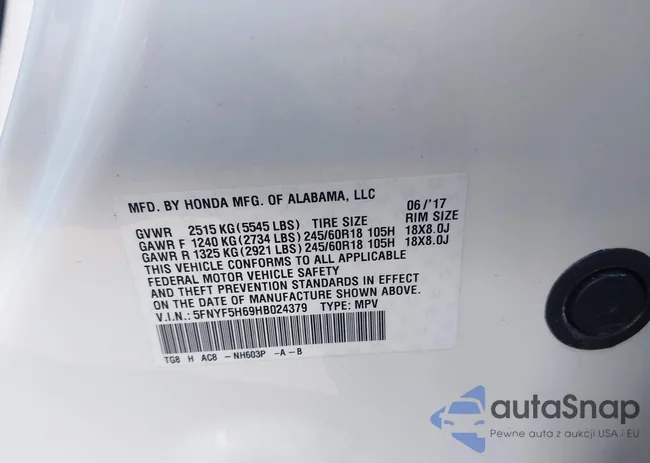 MFD. BY HONDA MFG. OF ALABAMA, LLC 06/'17
GVWR 2515 KG(5545 LBS) TIRE SIZE RIM SIZE
GAWR F 1240 KG(2734 LBS) 245/60R18 105H 18X8.0J
GAWR R 1325 KG(2921 LBS) 245/60R18 105H 18X8.0J
THIS VEHICLE CONFORMS TO ALL APPLICABLE
FEDERAL MOTOR VEHICLE SAFETY
AND THEFT PREVENTION STANDARDS IN EFFECT
ON THE DATE OF MANUFACTURE SHOWN ABOVE.
V.I.N.: 5FNYF5H69HB024379 TYPE: MPV
TG8 H AC8 -NH603P -A -B
autaSnap
Pewne auta z aukcji USA i EU